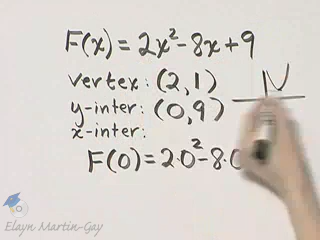 F(x) = 2x² - 8x + 9
vertex: (2, 1)
y-inter: (0, 9)
x-inter:
F(0) = 2·0² - 8·0
Elayn Martin-Gay